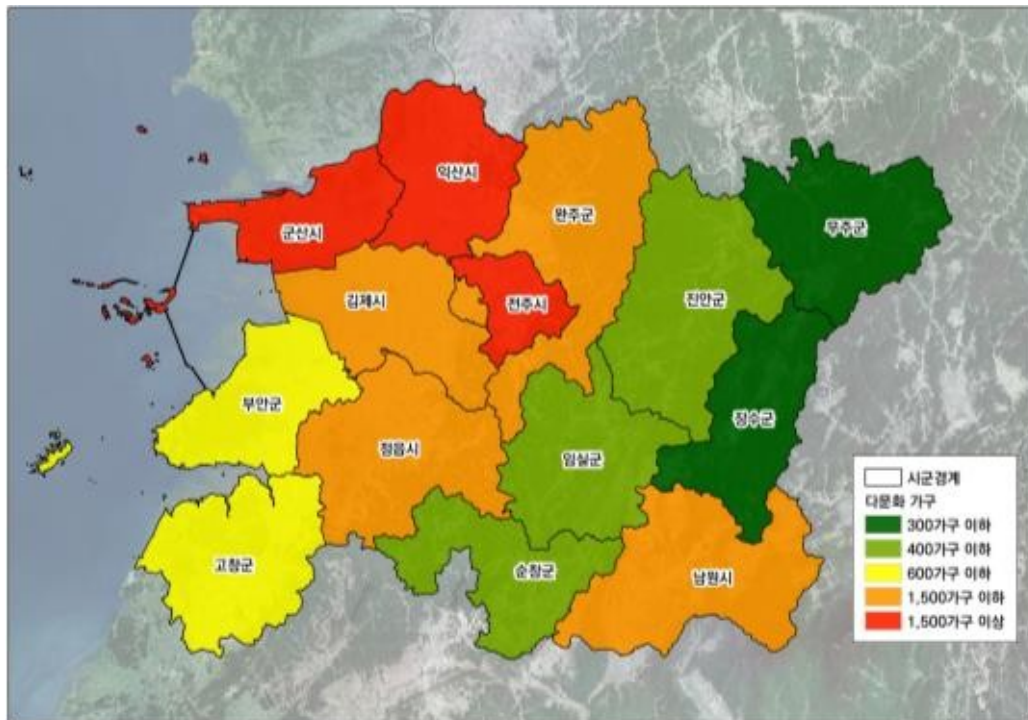 익산시
완주군
무주군
군산시
김제시
전주시
진안군
부안군
정읍시
임실군
장수군
고창군
순창군
남원시
시군경계
다문화 가구
300가구 이하
400가구 이하
600가구 이하
1,500가구 이하
1,500가구 이상